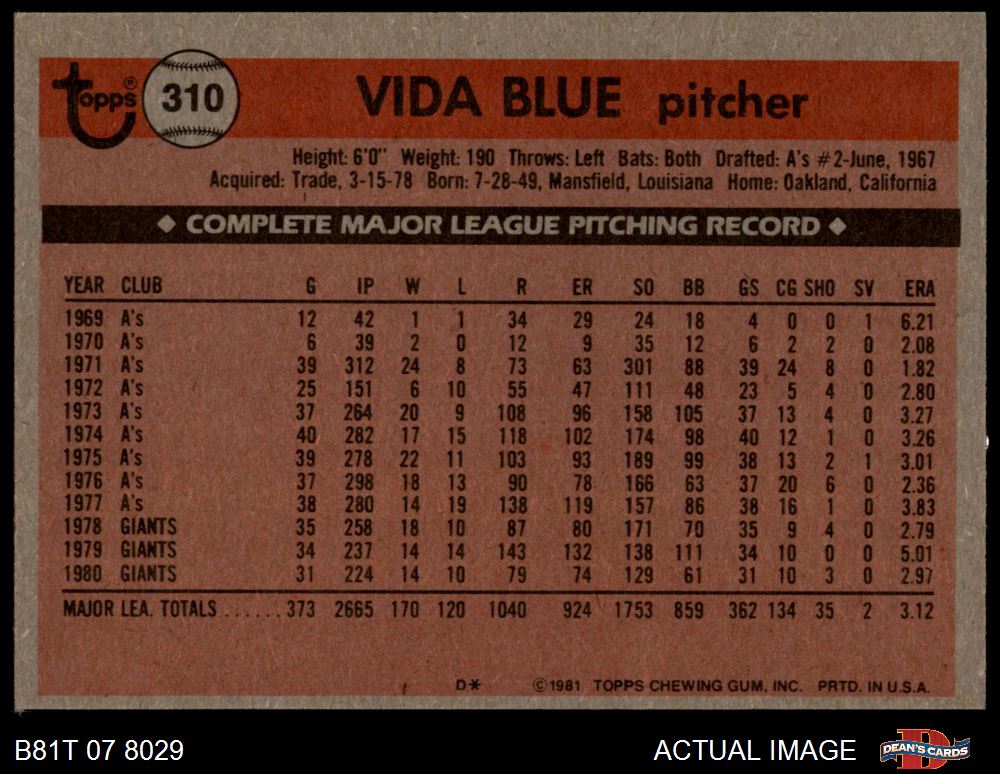 Topps® 310 VIDA BLUE pitcher
Height: 6'0" Weight: 190 Throws: Left Bats: Both Drafted: A's #2-June, 1967
Acquired: Trade, 3-15-78 Born: 7-28-49, Mansfield, Louisiana Home: Oakland, California
◆ COMPLETE MAJOR LEAGUE PITCHING RECORD ◆
YEAR CLUB G IP W L R ER SO BB GS CG SHO SV ERA
1969 A's 12 42 1 1 34 29 24 18 4 0 0 1 6.21
1970 A's 6 39 2 0 12 9 35 12 6 2 2 0 2.08
1971 A's 39 312 24 8 73 63 301 88 39 24 8 0 1.82
1972 A's 25 151 6 10 55 47 111 48 23 5 4 0 2.80
1973 A's 37 264 20 9 108 96 158 105 37 13 4 0 3.27
1974 A's 40 282 17 15 118 102 174 98 40 12 1 0 3.26
1975 A's 39 278 22 11 103 93 189 99 38 13 2 1 3.01
1976 A's 37 298 18 13 90 78 166 63 37 20 6 0 2.36
1977 A's 38 280 14 19 138 119 157 86 38 16 1 0 3.83
1978 GIANTS 35 258 18 10 87 80 171 70 35 9 4 0 2.79
1979 GIANTS 34 237 14 14 143 132 138 111 34 10 0 0 5.01
1980 GIANTS 31 224 14 10 79 74 129 61 31 10 3 0 2.97
MAJOR LEA. TOTALS ...... 373 2665 170 120 1040 924 1753 859 362 134 35 2 3.12
D* ©1981 TOPPS CHEWING GUM, INC. PRTD. IN U.S.A.
B81T 07 8029 ACTUAL IMAGE DEAN'S CARDS